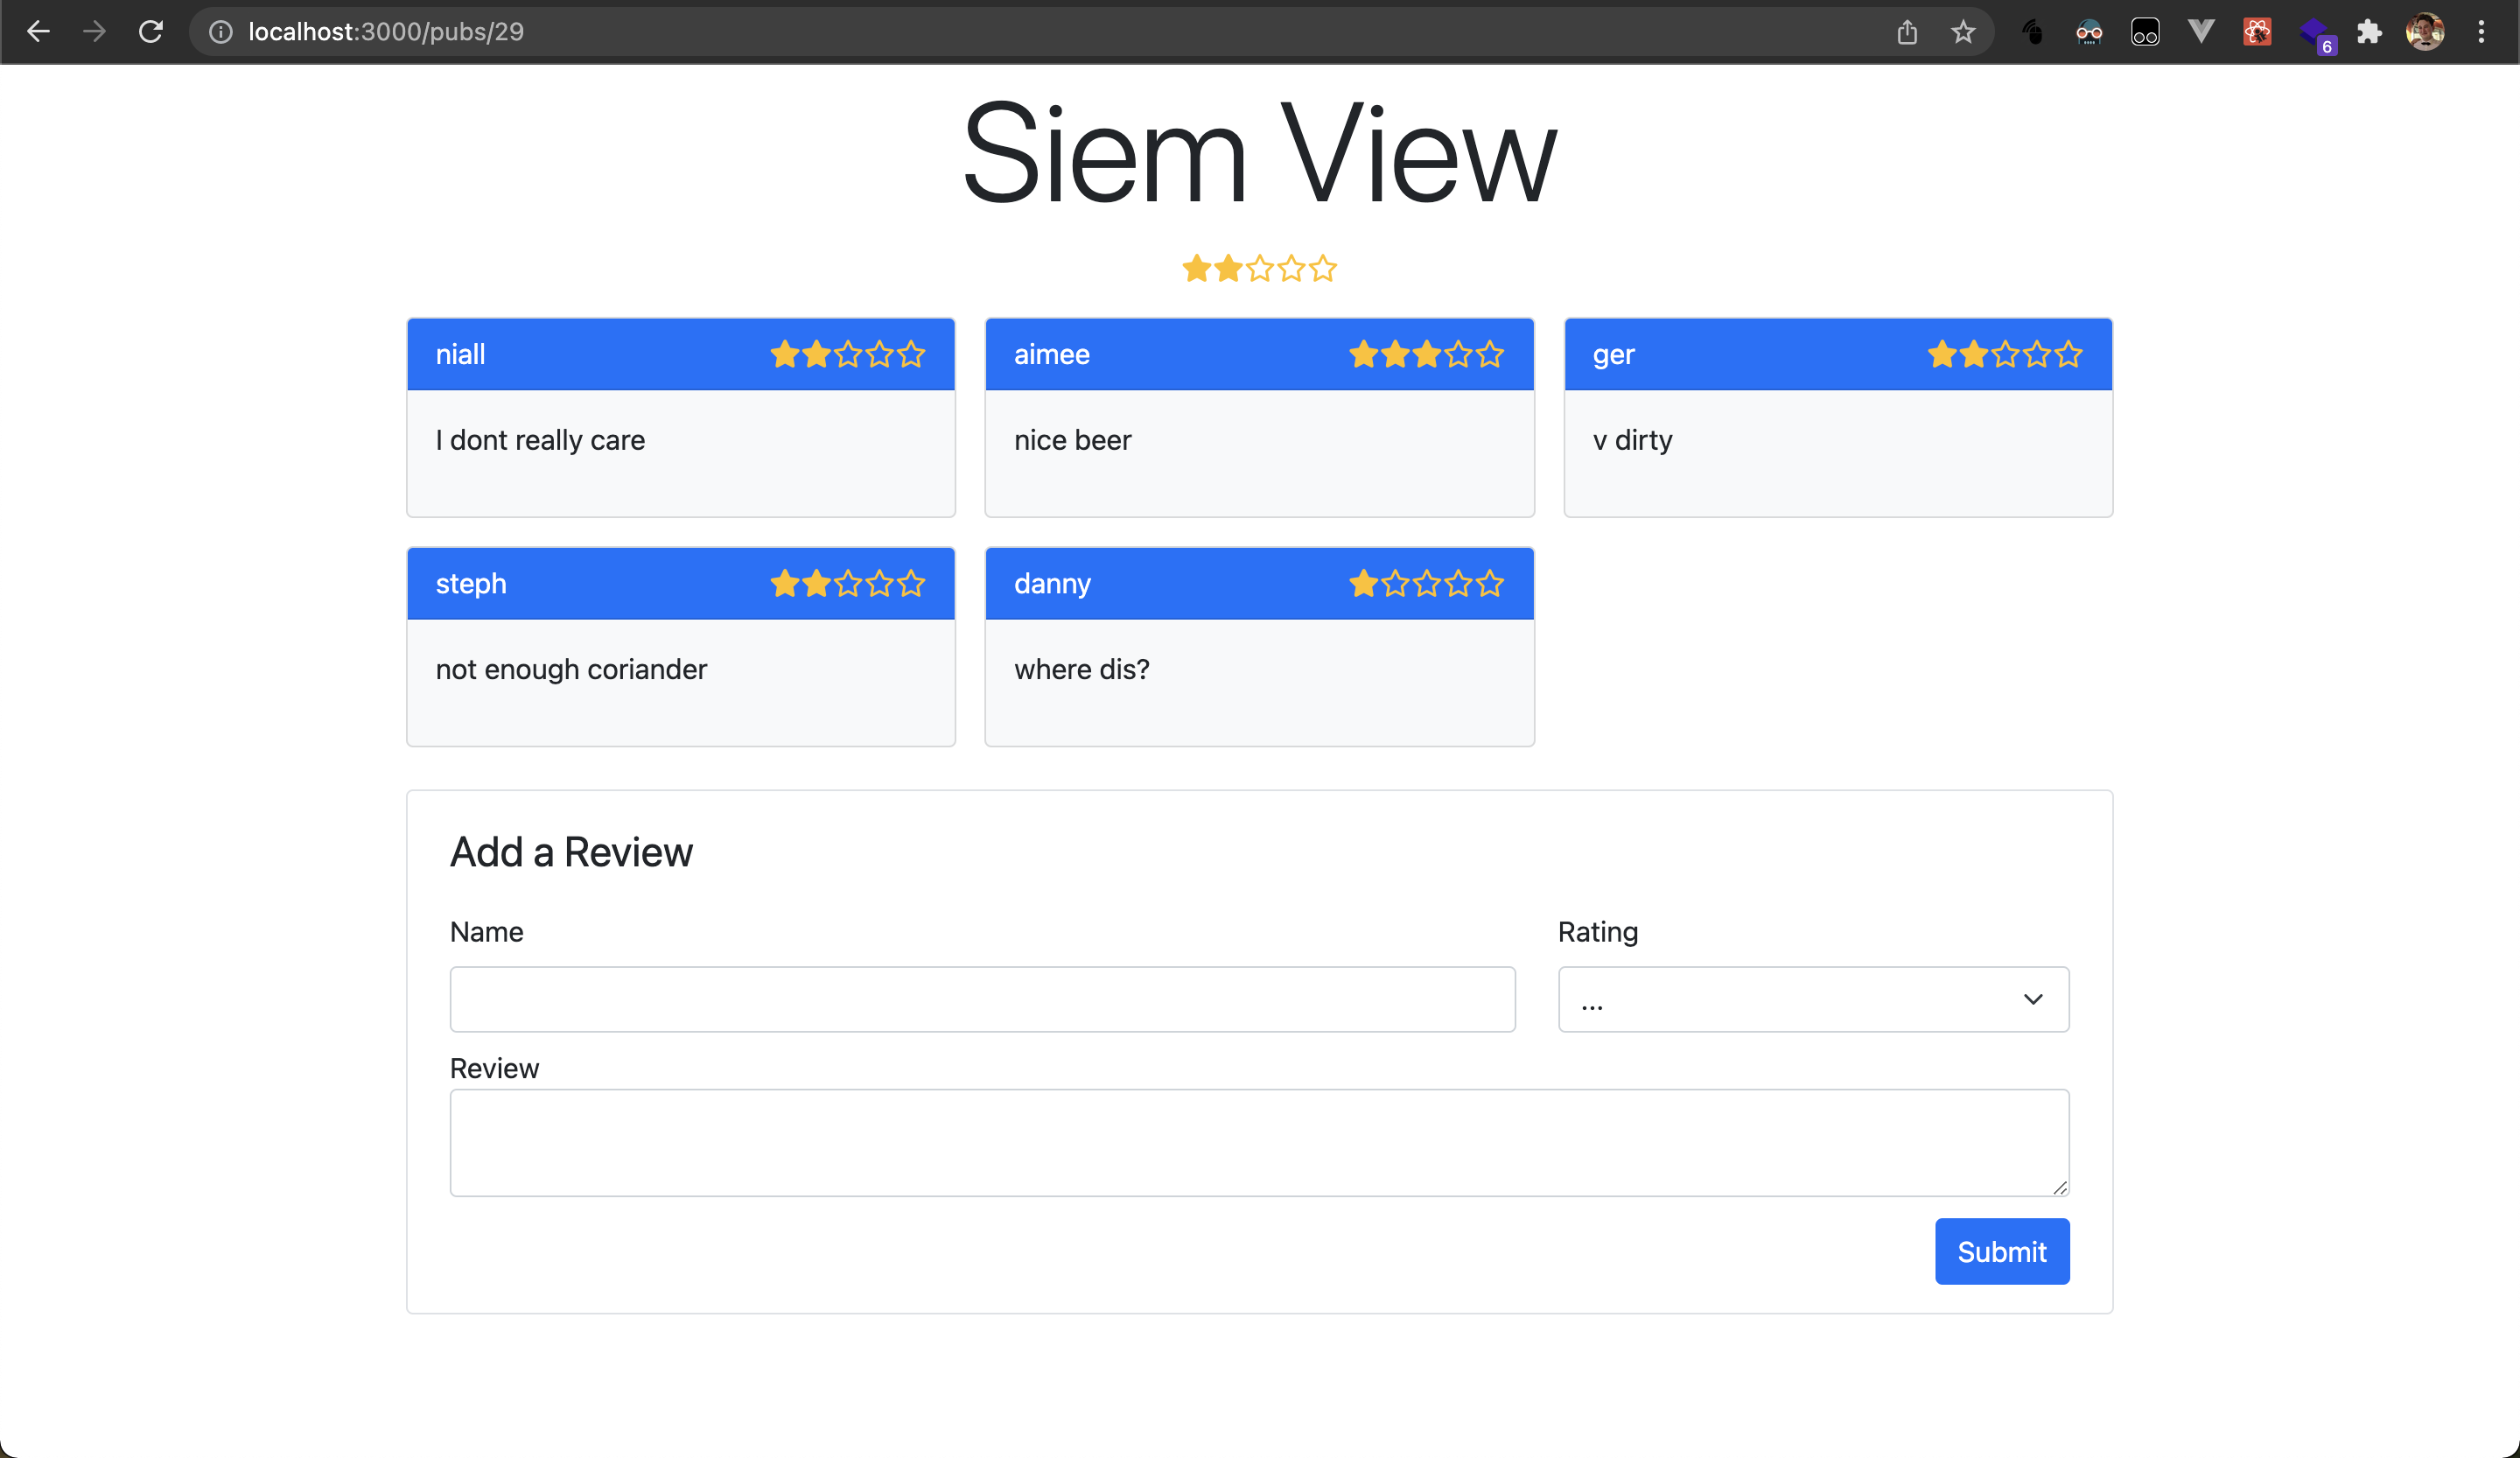 localhost:3000/pubs/29
6
Siem View
niall
aimee
ger
I dont really care
nice beer
v dirty
steph
danny
not enough coriander
where dis?
Add a Review
Name
Rating
...
Review
Submit